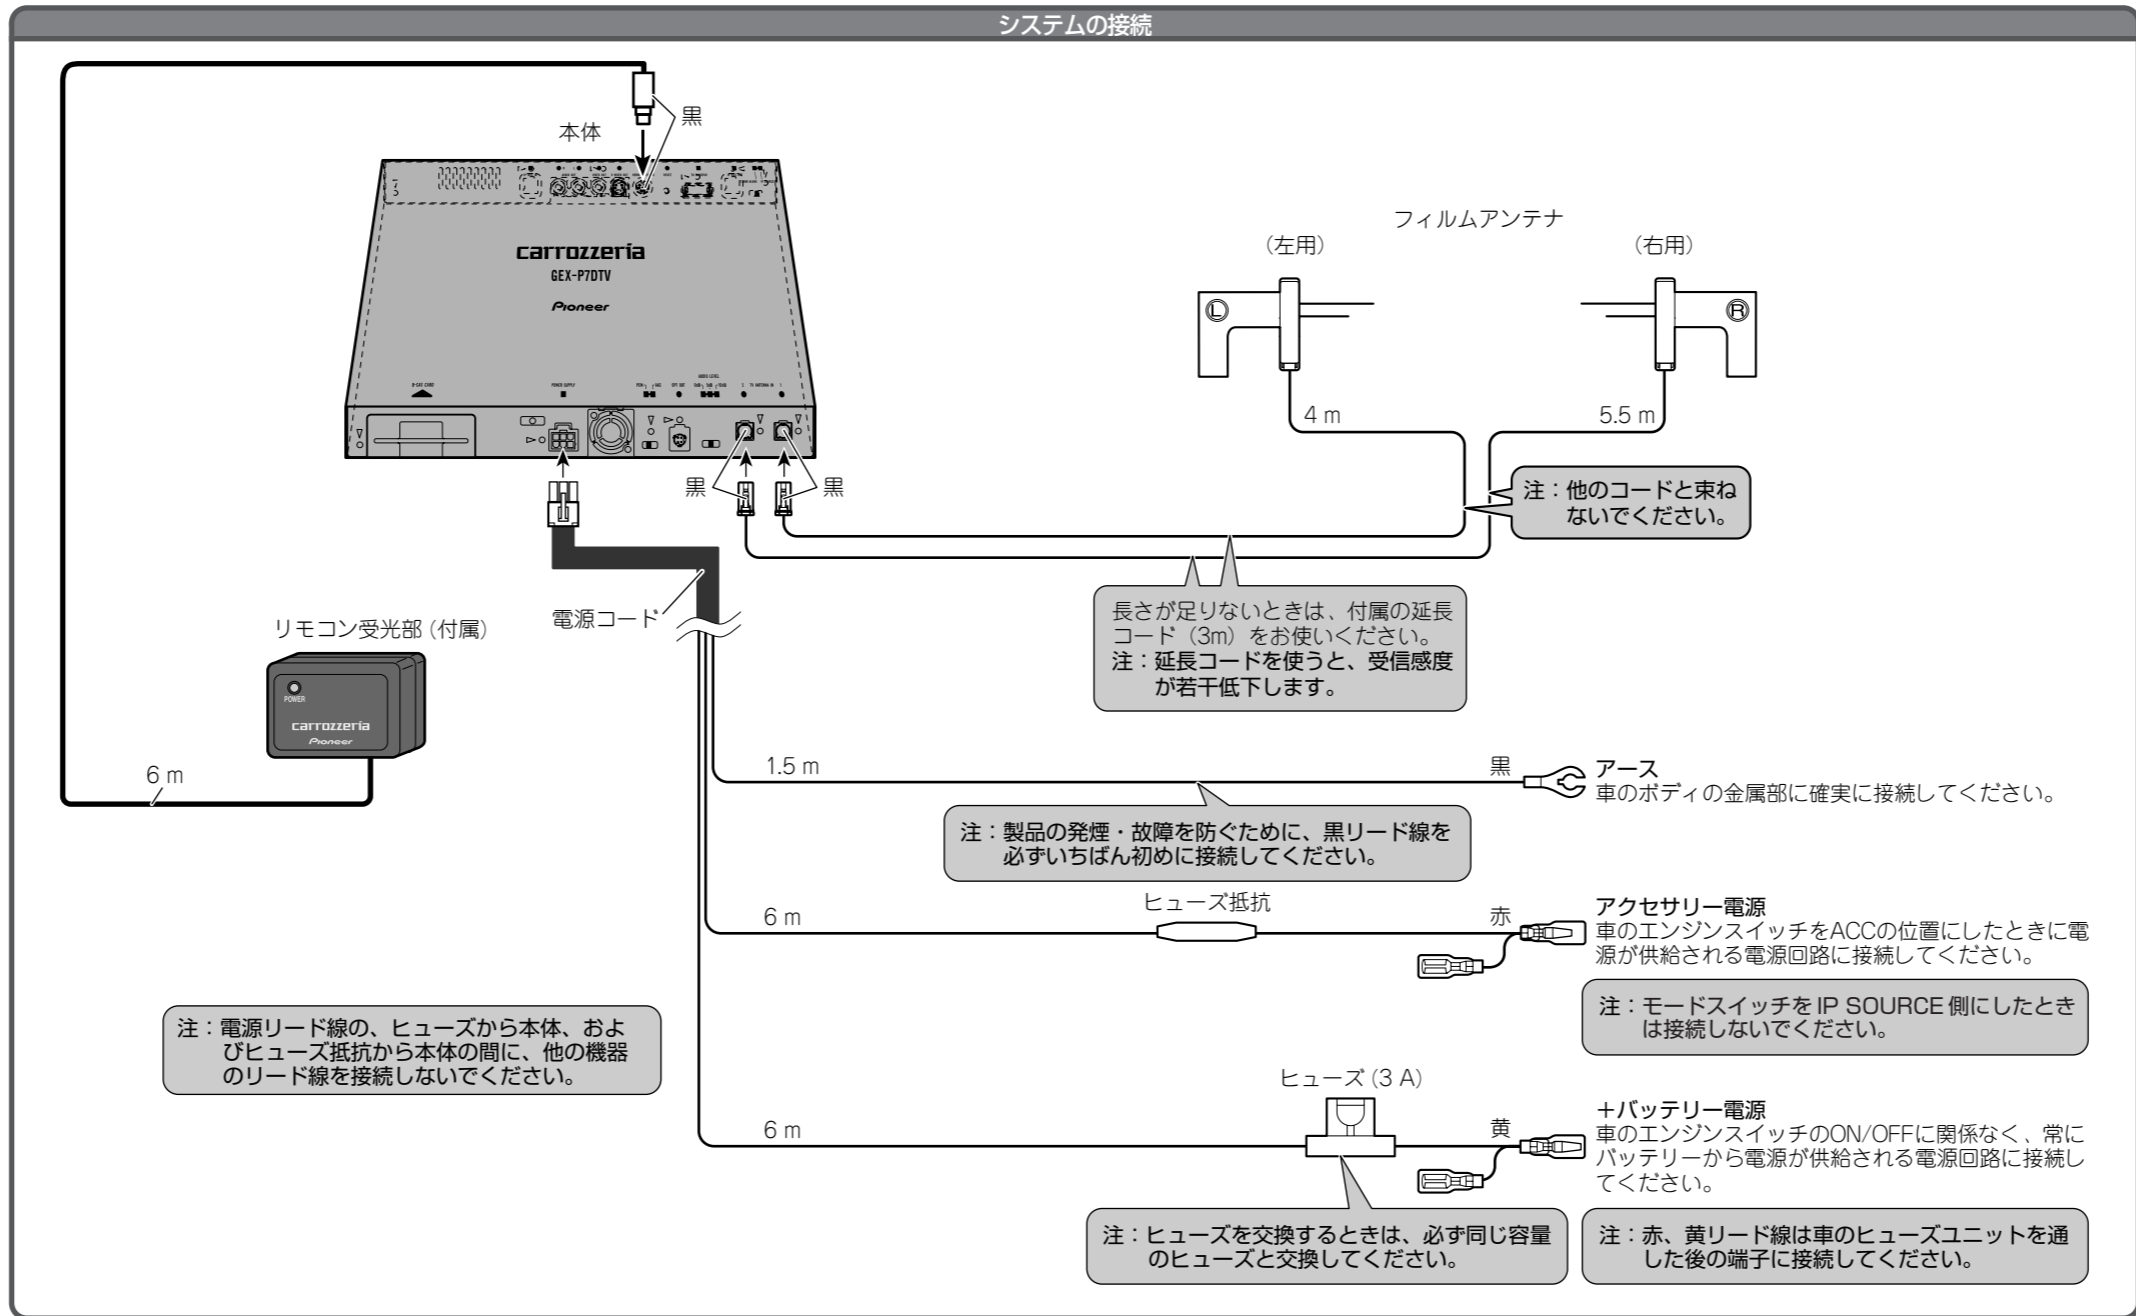 システムの接続
黒
本体
carrozzeria
GEX-P7DTV
Pioneer
B-CAS CARD
POWER SUPPLY
OPT. OUT
2 TV ANTENNA IN 1
黒
黒
フィルムアンテナ
(左用)
(右用)
L
R
4 m
5.5 m
注：他のコードと束ね
ないでください。
長さが足りないときは、付属の延長
コード（3m）をお使いください。
注：延長コードを使うと、受信感度
が若干低下します。
電源コード
リモコン受光部 (付属)
POWER
carrozzeria
Pioneer
6 m
1.5 m
黒
アース
車のボディの金属部に確実に接続してください。
注：製品の発煙・故障を防ぐために、黒リード線を
必ずいちばん初めに接続してください。
6 m
ヒューズ抵抗
赤
アクセサリー電源
車のエンジンスイッチをACCの位置にしたときに電
源が供給される電源回路に接続してください。
注：モードスイッチを IP SOURCE 側にしたとき
は接続しないでください。
注：電源リード線の、ヒューズから本体、およ
びヒューズ抵抗から本体の間に、他の機器
のリード線を接続しないでください。
ヒューズ (3 A)
6 m
黄
＋バッテリー電源
車のエンジンスイッチのON/OFFに関係なく、常に
バッテリーから電源が供給される電源回路に接続し
てください。
注：ヒューズを交換するときは、必ず同じ容量
のヒューズと交換してください。
注：赤、黄リード線は車のヒューズユニットを通
した後の端子に接続してください。